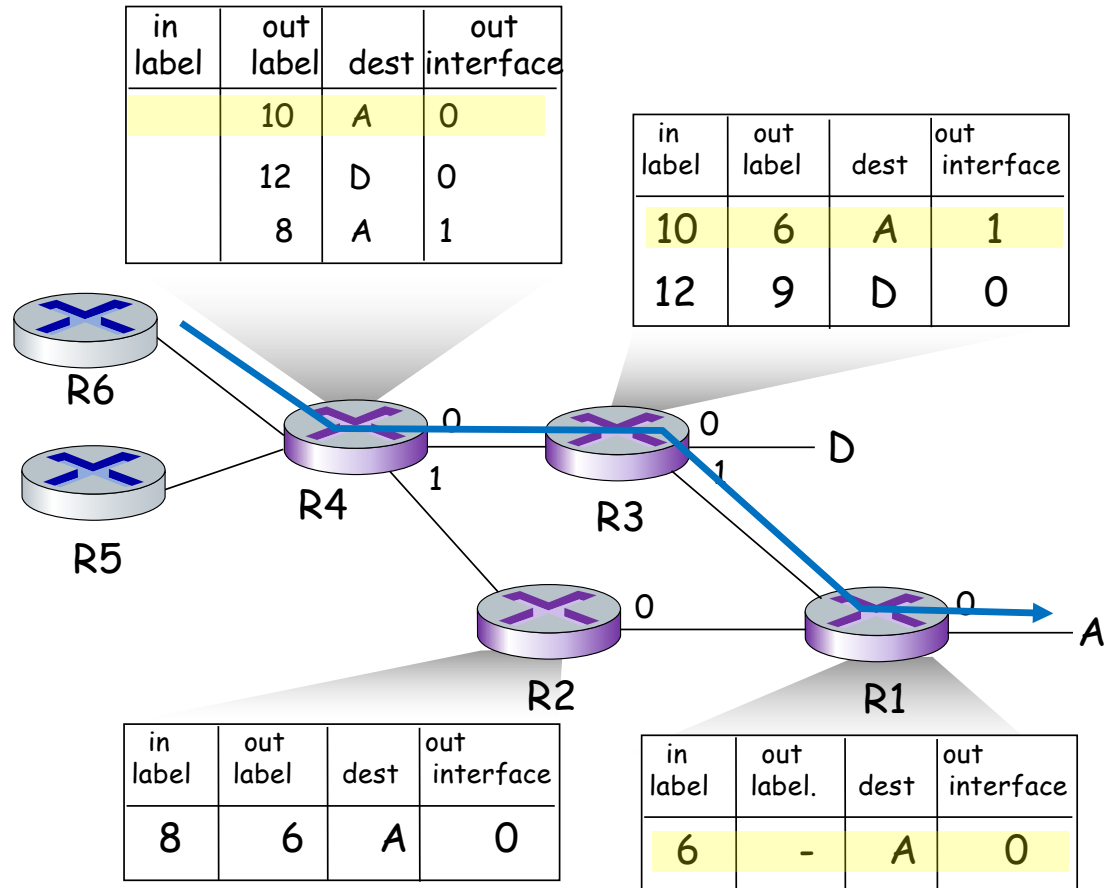 in out out
label label dest interface
10 A 0
12 D 0
8 A 1
in out out
label label dest interface
10 6 A 1
12 9 D 0
R6
0 0
D
1 1
R4
R3
R5
0 0
A
R2
R1
in out out
label label dest interface
8 6 A 0
in out out
label label. dest interface
6 - A 0